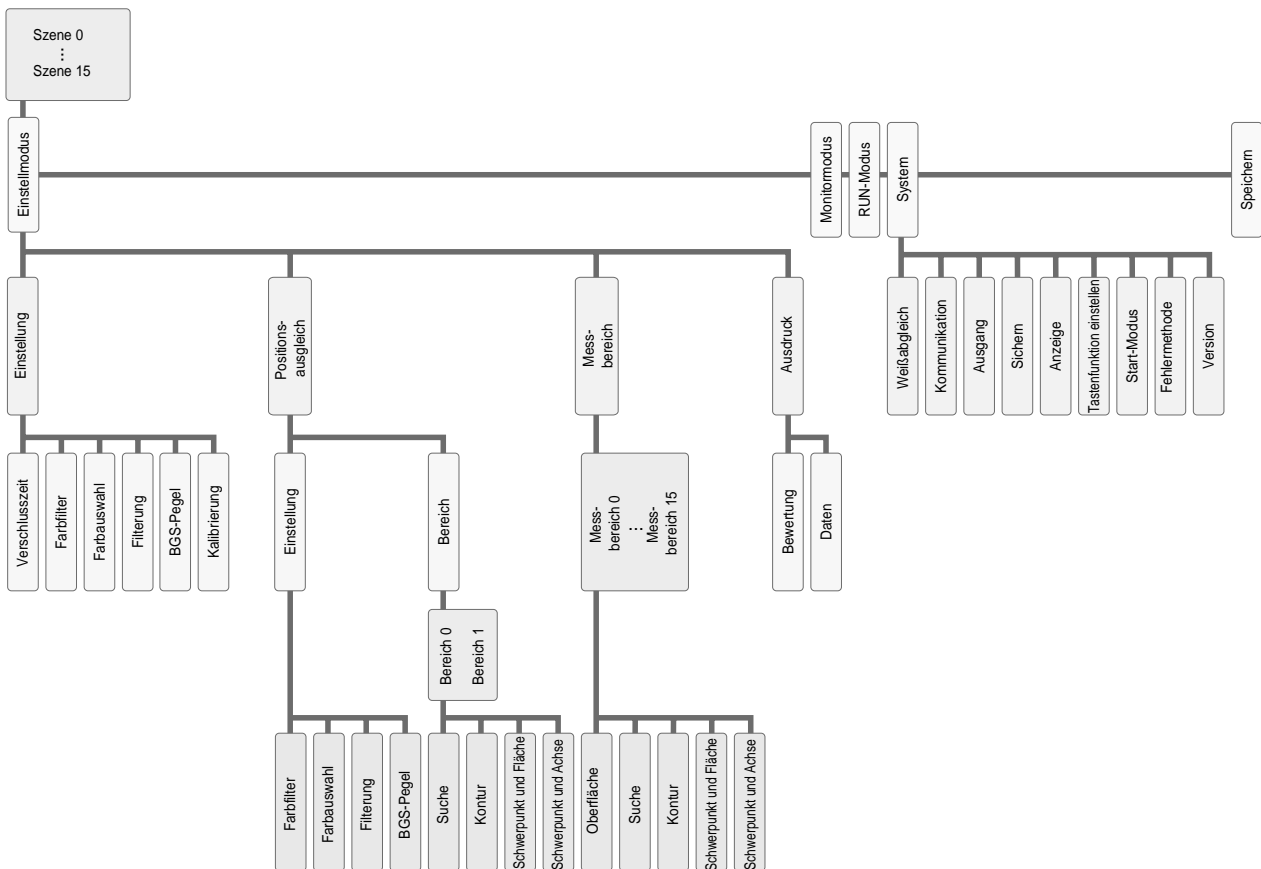 Szene 0
⋮
Szene 15
Einstellmodus
Monitormodus
RUN-Modus
System
Speichern
Einstellung
Positions-
ausgleich
Mess-
bereich
Ausdruck
Weißabgleich
Kommunikation
Ausgang
Sichern
Anzeige
Tastenfunktion einstellen
Start-Modus
Fehlermethode
Version
Verschlusszeit
Farbfilter
Farbauswahl
Filterung
BGS-Pegel
Kalibrierung
Einstellung
Bereich
Mess-
bereich 0
⋮
Mess-
bereich 15
Bewertung
Daten
Bereich 0
Bereich 1
Farbfilter
Farbauswahl
Filterung
BGS-Pegel
Suche
Kontur
Schwerpunkt und Fläche
Schwerpunkt und Achse
Oberfläche
Suche
Kontur
Schwerpunkt und Fläche
Schwerpunkt und Achse